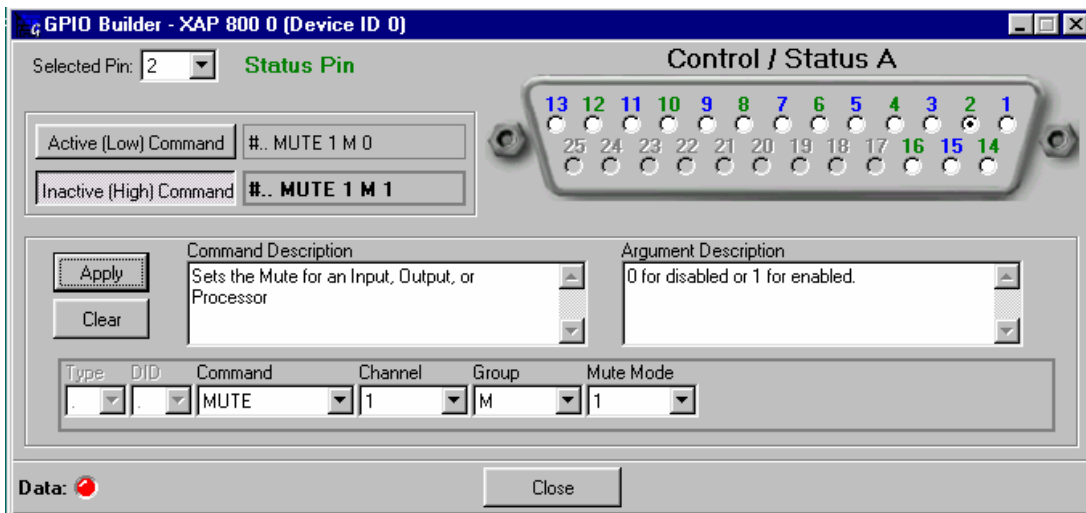 GPIO Builder - XAP 800 0 (Device ID 0)
Selected Pin: 2
Status Pin
Control / Status A
13 12 11 10 9 8 7 6 5 4 3 2 1
25 24 23 22 21 20 19 18 17 16 15 14
Active (Low) Command
#.. MUTE 1 M 0
Inactive (High) Command
#.. MUTE 1 M 1
Apply
Clear
Command Description
Sets the Mute for an Input, Output, or
Processor
Argument Description
0 for disabled or 1 for enabled.
Type DID Command Channel Group Mute Mode
. . MUTE 1 M 1
Data:
Close